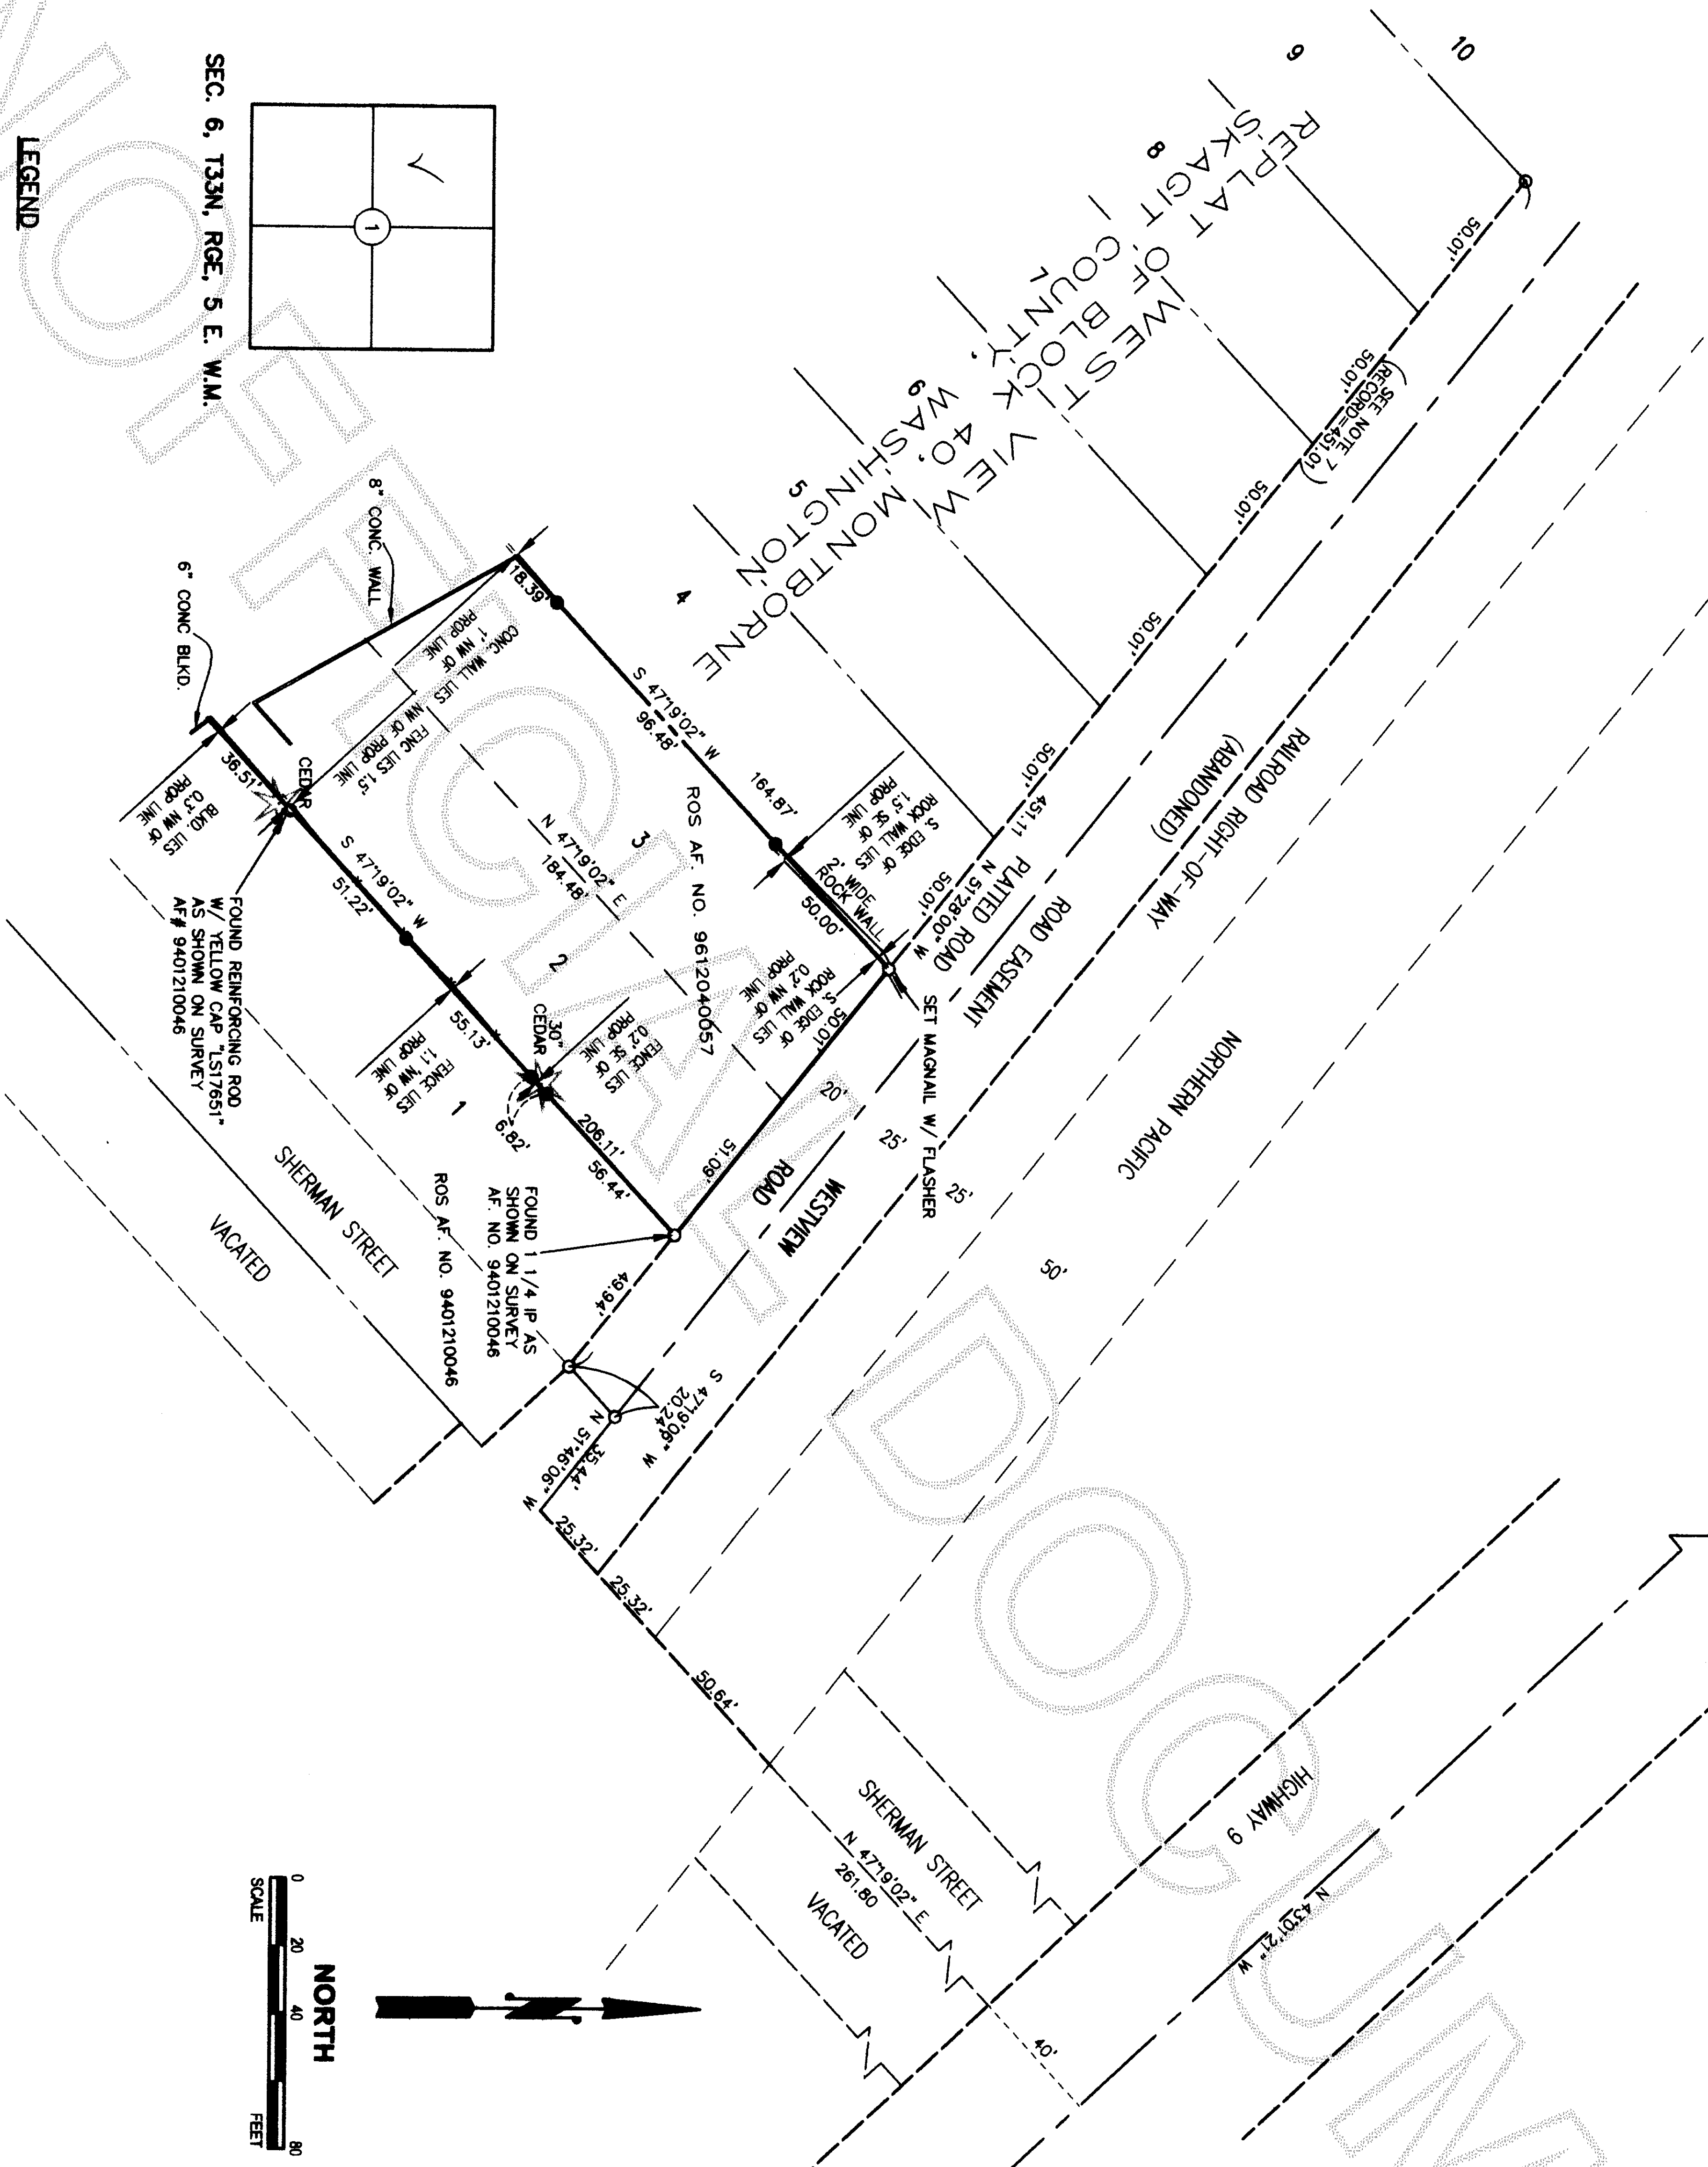 SEC. 6, T33N, RGE, 5 E. W.M.
1
LEGEND
10
9
8
7
6
5
4
3
2
1
REPLAT OF WEST VIEW, MONTBORNE
SKAGIT COUNTY, BLOCK 40, WASHINGTON
50.01'
50.01'
(SEE NOTE 7
RECORD=451.01)
50.01'
50.01'
50.01'
451.11
N 51°28'00" W
50.01'
PLATTED ROAD
ROAD EASEMENT
RAILROAD RIGHT-OF-WAY
(ABANDONED)
NORTHERN PACIFIC
8" CONC. WALL
6" CONC BLKD.
18.39'
S 47°19'02" W
96.48'
164.87'
CONC. WALL LIES
1' NW OF
PROP LINE
FENC LIES 1.5'
NW OF PROP LINE
S. EDGE OF
ROCK WALL LIES
1.5' SE OF
PROP LINE
2' WIDE
ROCK WALL
50.00'
ROS AF. NO. 9612040057
N 47°19'02" E
184.48'
S. EDGE OF
ROCK WALL LIES
0.2' NW OF
PROP LINE
SET MAGNAIL W/ FLASHER
50.01'
51.09'
20'
25'
25'
50'
WESTVIEW
ROAD
CEDAR
36.51'
BLKD. LIES
0.3' NW OF
PROP LINE
S 47°19'02" W
51.22'
55.13'
FENCE LIES
1.1' NW OF
PROP LINE
30"
CEDAR
FENCE LIES
0.2' SE OF
PROP LINE
6.82'
206.11'
56.44'
FOUND REINFORCING ROD
W/ YELLOW CAP "LS17651"
AS SHOWN ON SURVEY
AF# 9401210046
FOUND 1 1/4 IP AS
SHOWN ON SURVEY
AF. NO. 9401210046
ROS AF. NO. 9401210046
SHERMAN STREET
VACATED
49.94'
S 47°19'06" W
20.24'
35.44'
N 51°46'06" W
25.32'
25.32'
50.64'
SHERMAN STREET
N 47°19'02" E
261.80
VACATED
HIGHWAY 9
N 43°01'21" W
40'
NORTH
0 20 40 80
SCALE FEET
UNOFFICIAL DOCUM